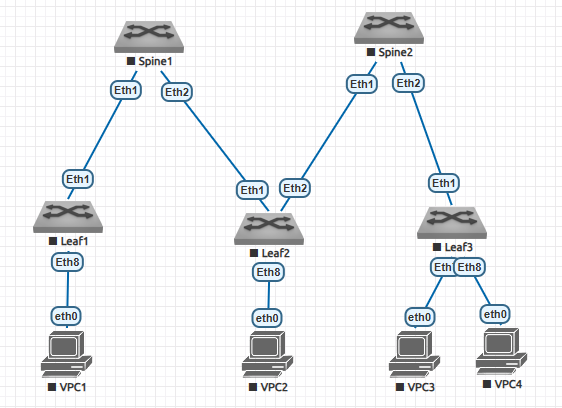 Spine1
Spine2
Eth1
Eth2
Eth1
Eth2
Eth1
Eth1
Eth2
Eth1
Leaf1
Leaf2
Leaf3
Eth8
Eth8
Eth8
eth0
eth0
eth0
eth0
VPC1
VPC2
VPC3
VPC4